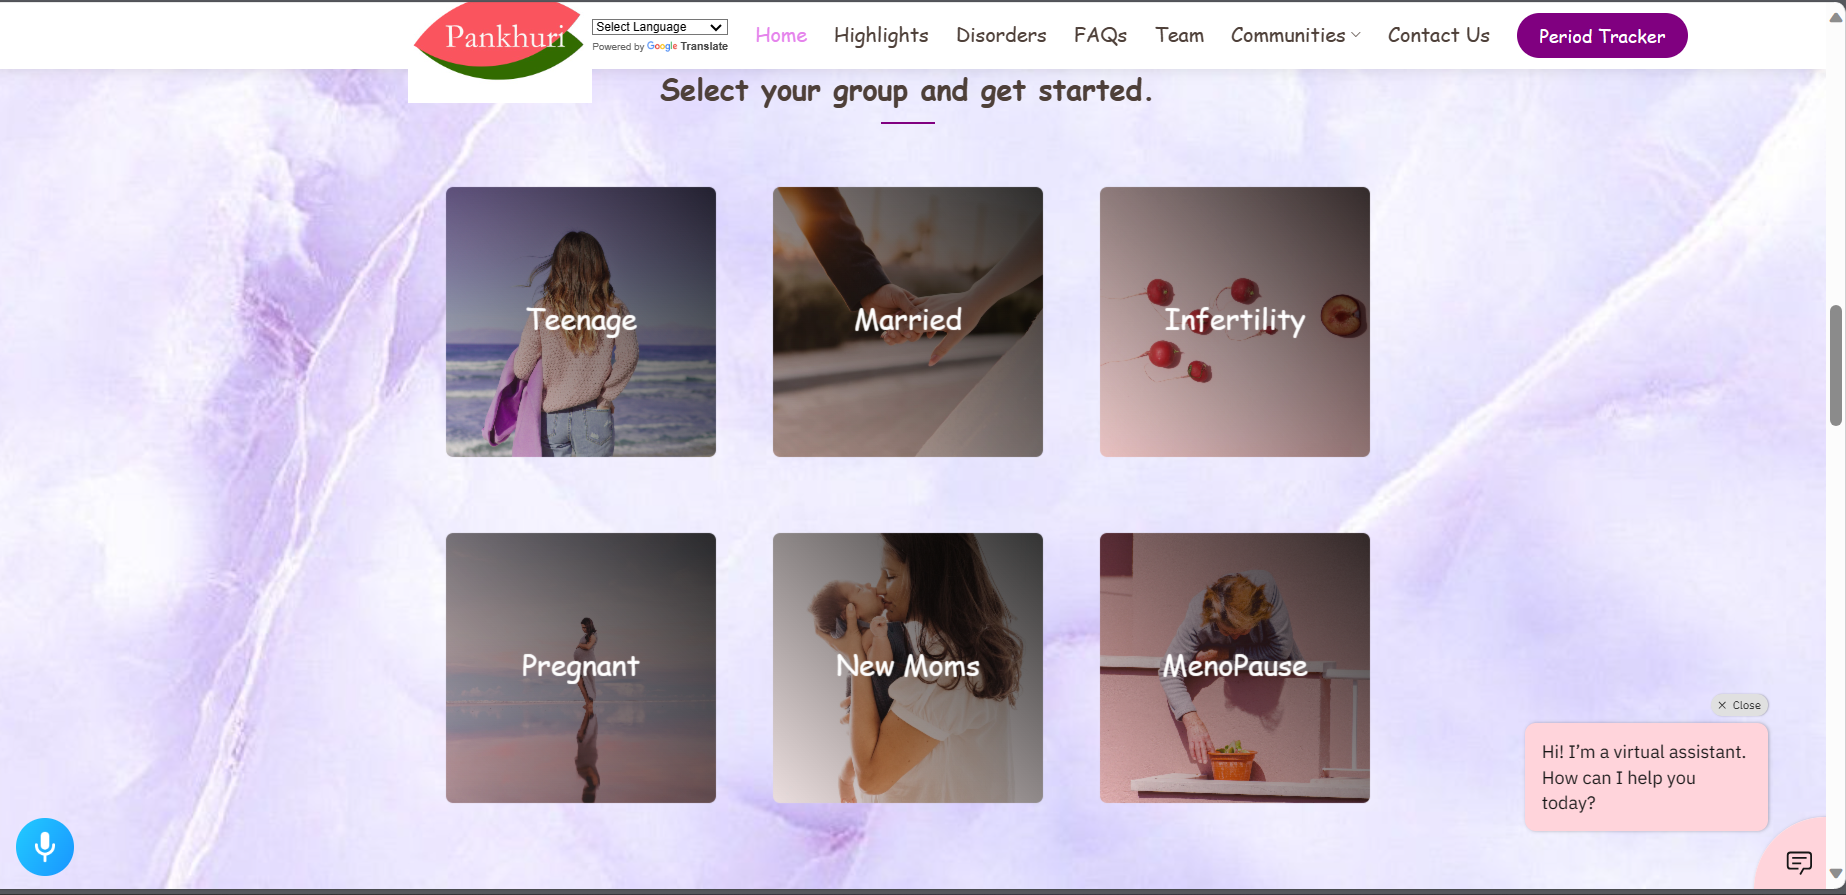 Pankhuri
Select Language
Powered by Google Translate
Home
Highlights
Disorders
FAQs
Team
Communities
Contact Us
Period Tracker
Select your group and get started.
Teenage
Married
Infertility
Pregnant
New Moms
MenoPause
Close
Hi! I'm a virtual assistant.
How can I help you
today?